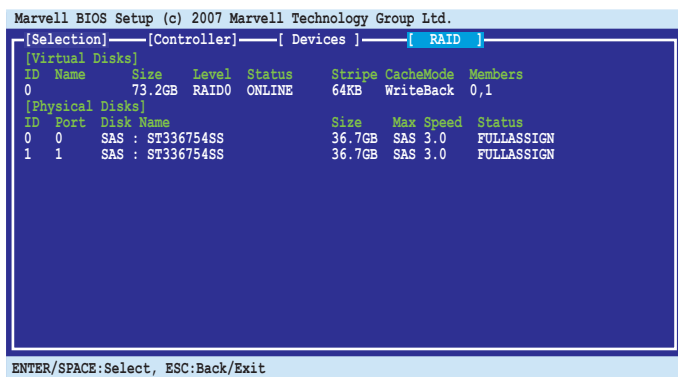 Marvell BIOS Setup (c) 2007 Marvell Technology Group Ltd.
[Selection] [Controller] [ Devices ] [ RAID ]
[Virtual Disks]
ID Name Size Level Status Stripe CacheMode Members
0 73.2GB RAID0 ONLINE 64KB WriteBack 0,1
[Physical Disks]
ID Port Disk Name Size Max Speed Status
0 0 SAS : ST336754SS 36.7GB SAS 3.0 FULLASSIGN
1 1 SAS : ST336754SS 36.7GB SAS 3.0 FULLASSIGN
ENTER/SPACE:Select, ESC:Back/Exit